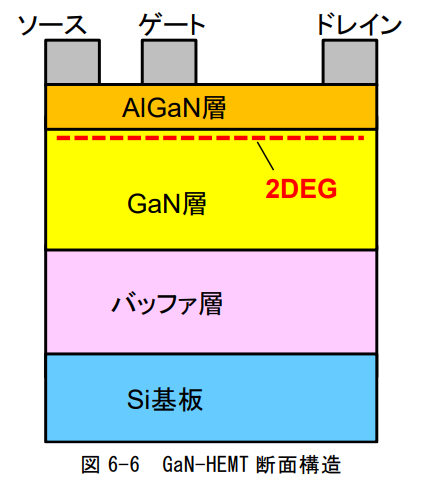 ソース ゲート ドレイン
AlGaN層
2DEG
GaN層
バッファ層
Si基板
図 6-6 GaN-HEMT 断面構造